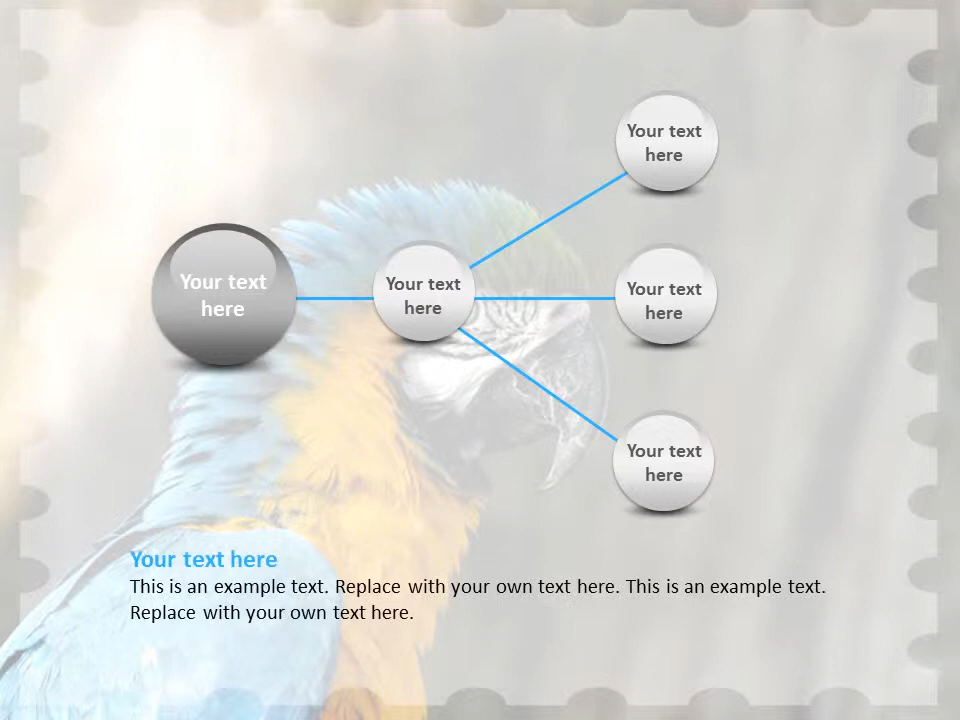 Your text
here
Your text
here
Your text
here
Your text
here
Your text
here
Your text here
This is an example text. Replace with your own text here. This is an example text.
Replace with your own text here.